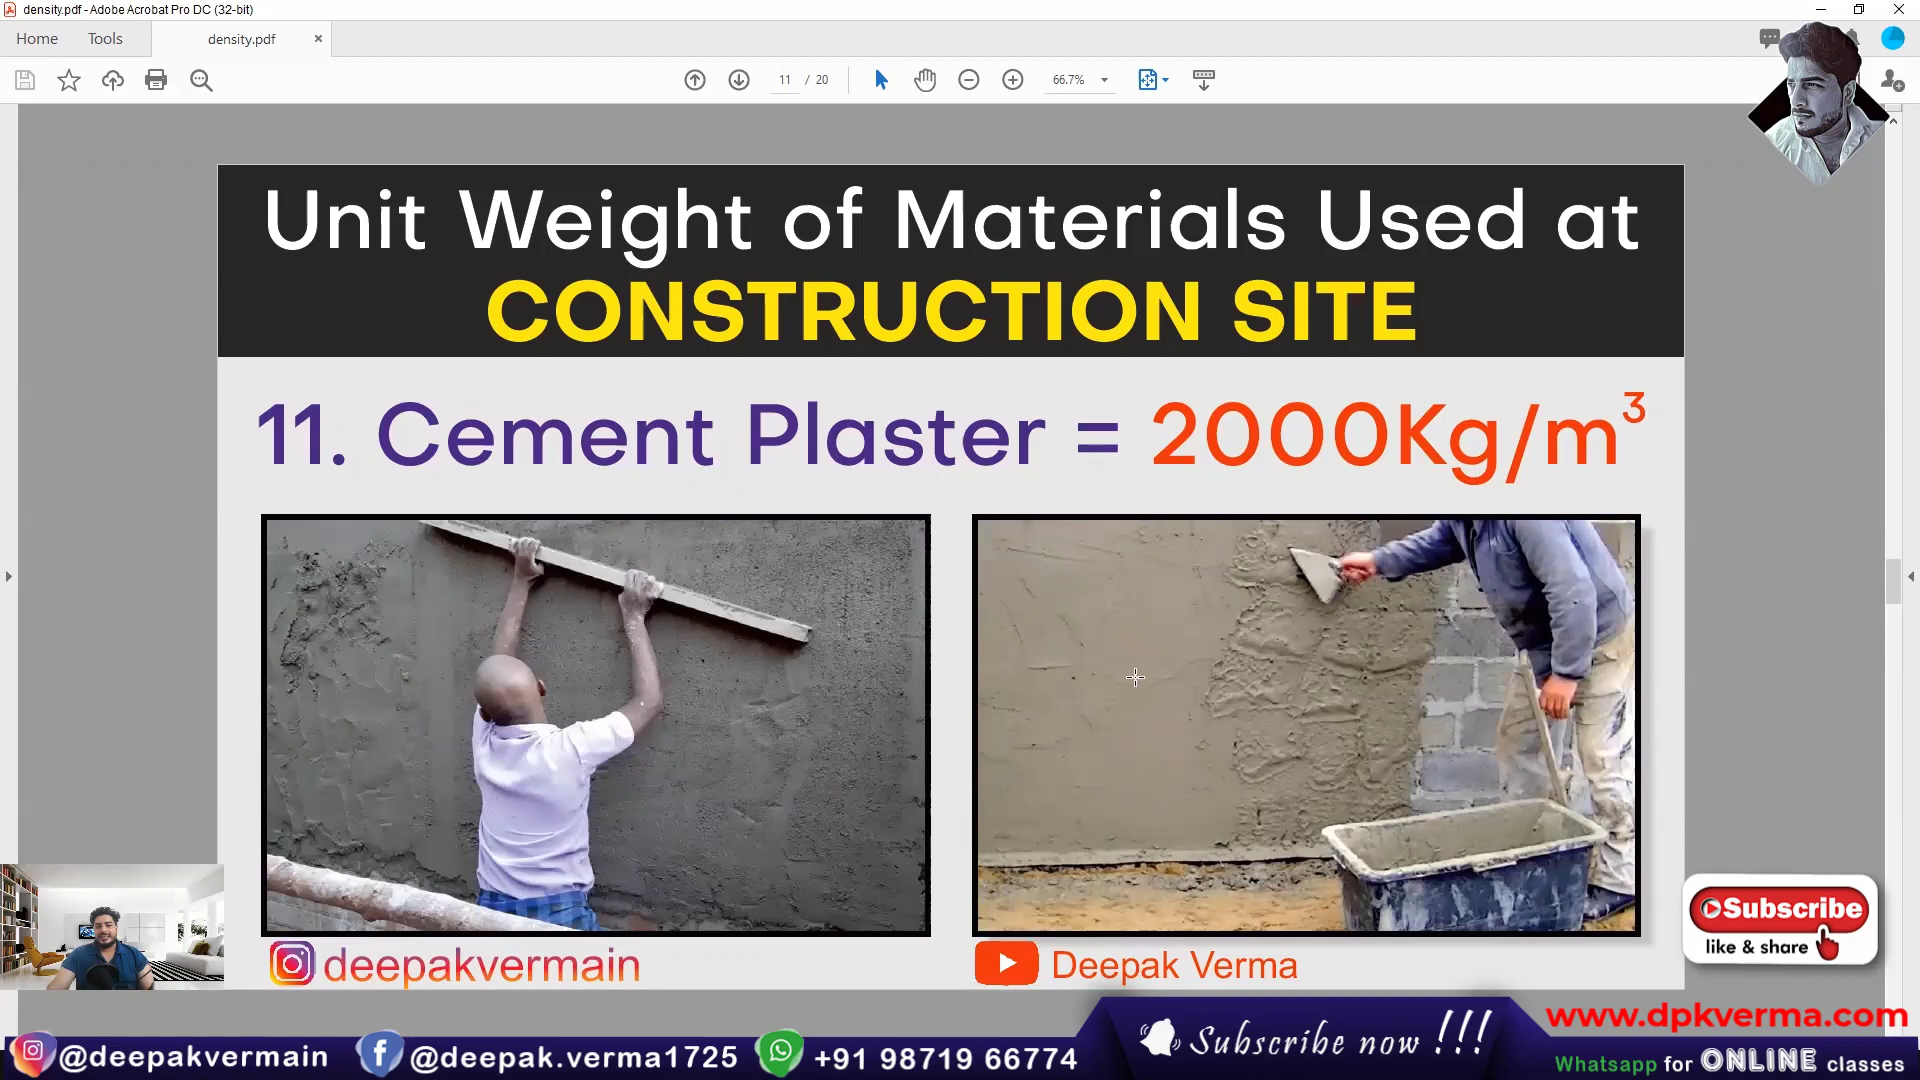 density.pdf - Adobe Acrobat Pro DC (32-bit)
Home Tools density.pdf
11 / 20 66.7%
Unit Weight of Materials Used at
CONSTRUCTION SITE
11. Cement Plaster = 2000Kg/m³
deepakvermain
Deepak Verma
Subscribe
like & share
www.dpkverma.com
@deepakvermain @deepak.verma1725 +91 98719 66774 Subscribe now !!!
Whatsapp for ONLINE classes